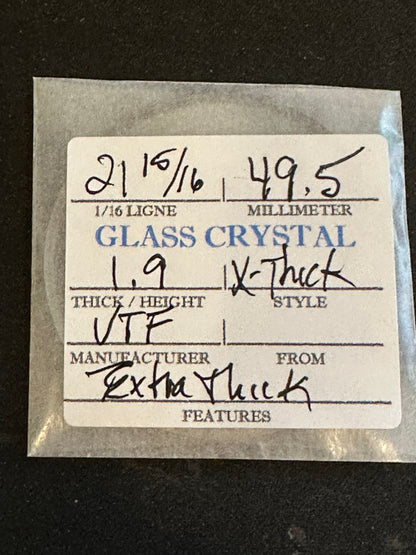 21 15/16 49.5
1/16 LIGNE MILLIMETER
GLASS CRYSTAL
1.9 X-Thick
THICK / HEIGHT STYLE
VTF
MANUFACTURER FROM
Extra Thick
FEATURES